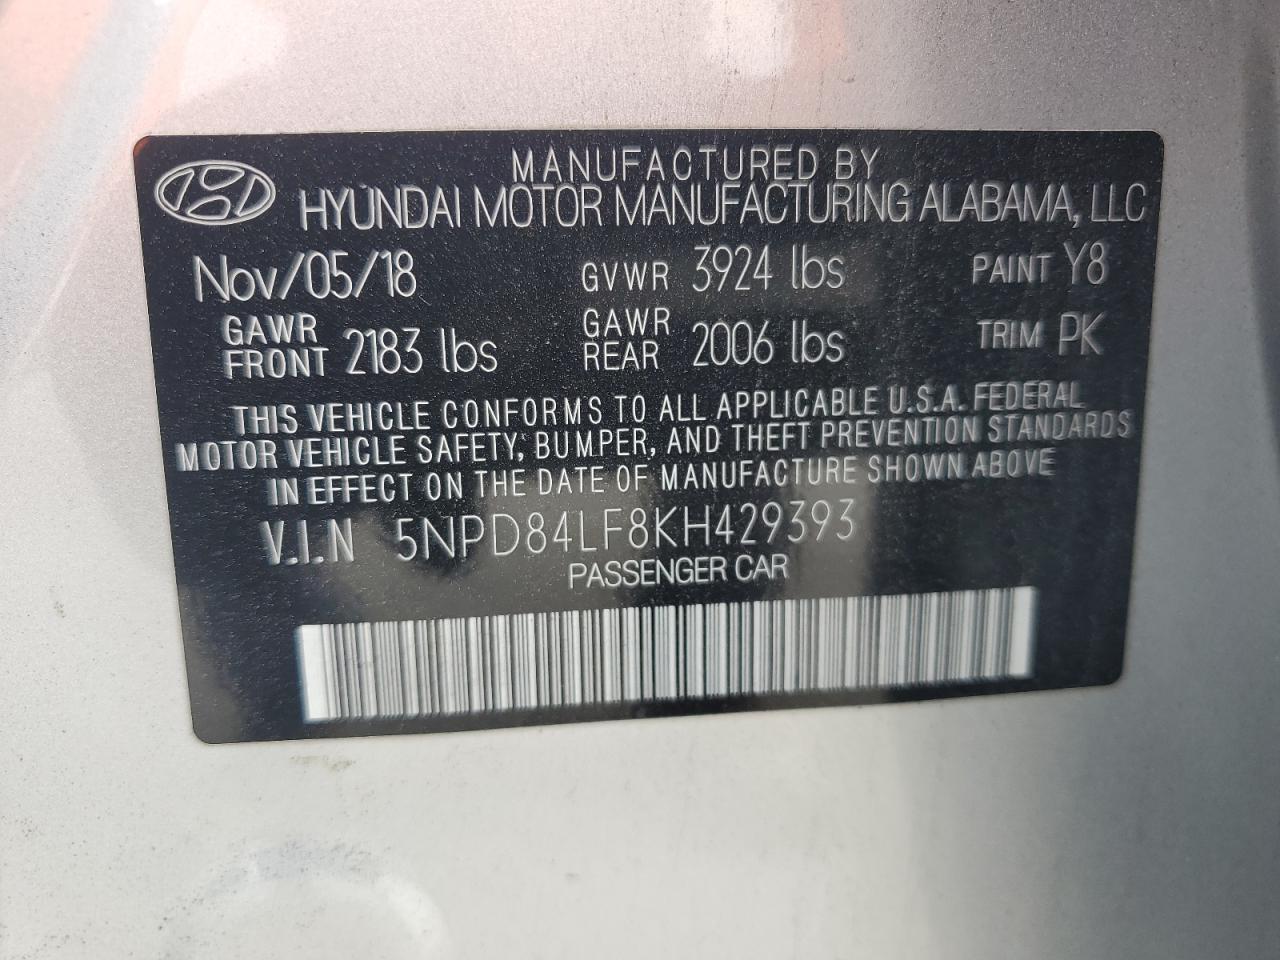 MANUFACTURED BY
HYUNDAI MOTOR MANUFACTURING ALABAMA, LLC
Nov/05/18 GVWR 3924 lbs PAINT Y8
GAWR FRONT 2183 lbs GAWR REAR 2006 lbs TRIM PK
THIS VEHICLE CONFORMS TO ALL APPLICABLE U.S.A. FEDERAL
MOTOR VEHICLE SAFETY, BUMPER, AND THEFT PREVENTION STANDARDS
IN EFFECT ON THE DATE OF MANUFACTURE SHOWN ABOVE
V.I.N 5NPD84LF8KH429393
PASSENGER CAR